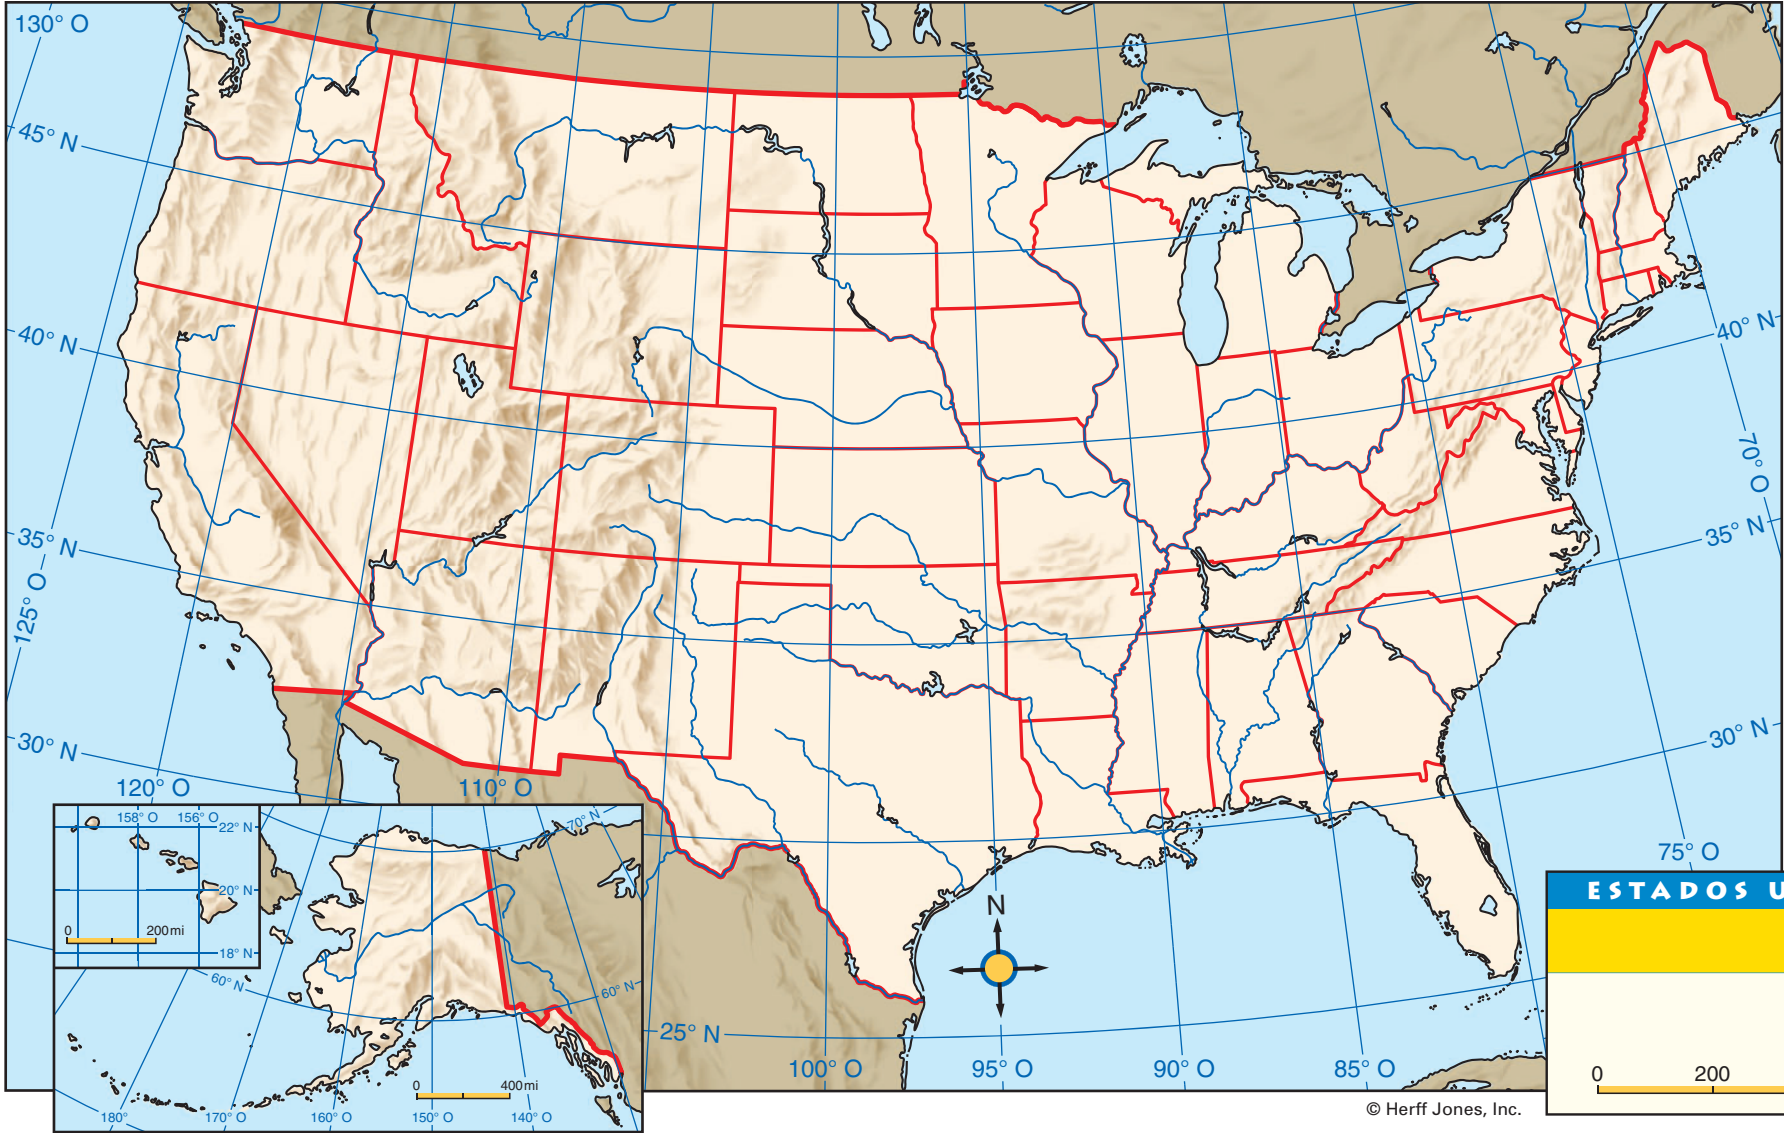 130° O
45° N
40° N
35° N
125° O
30° N
120° O
110° O
40° N
70° O
35° N
30° N
75° O
25° N
100° O
95° O
90° O
85° O
N
158° O
156° O
22° N
20° N
18° N
0
200 mi
70° N
60° N
60° N
0
400 mi
180°
170° O
160° O
150° O
140° O
ESTADOS U
0
200
© Herff Jones, Inc.